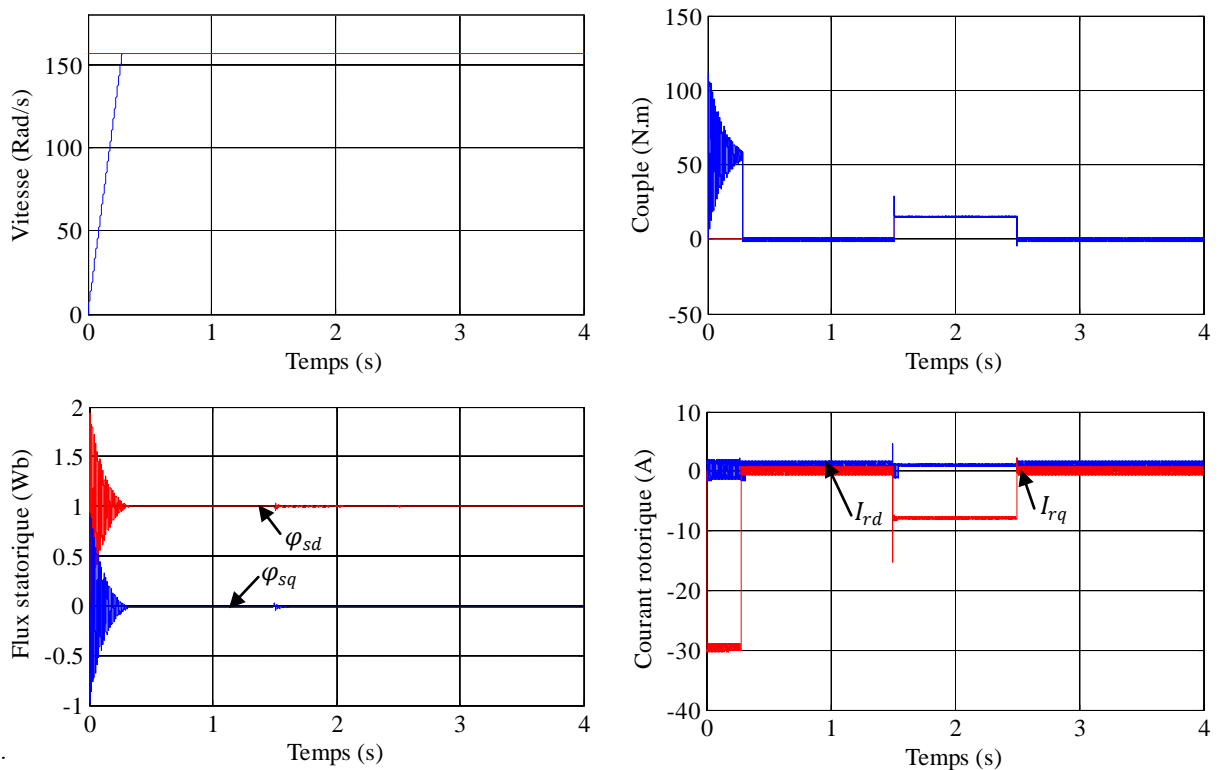 Vitesse (Rad/s)
150
100
50
0
0 1 2 3 4
Temps (s)
Couple (N.m)
150
100
50
0
-50
0 1 2 3 4
Temps (s)
Flux statorique (Wb)
2
1.5
1
0.5
0
-0.5
-1
φsd
φsq
0 1 2 3 4
Temps (s)
.
Courant rotorique (A)
10
0
-10
-20
-30
-40
Ird
Irq
0 1 2 3 4
Temps (s)